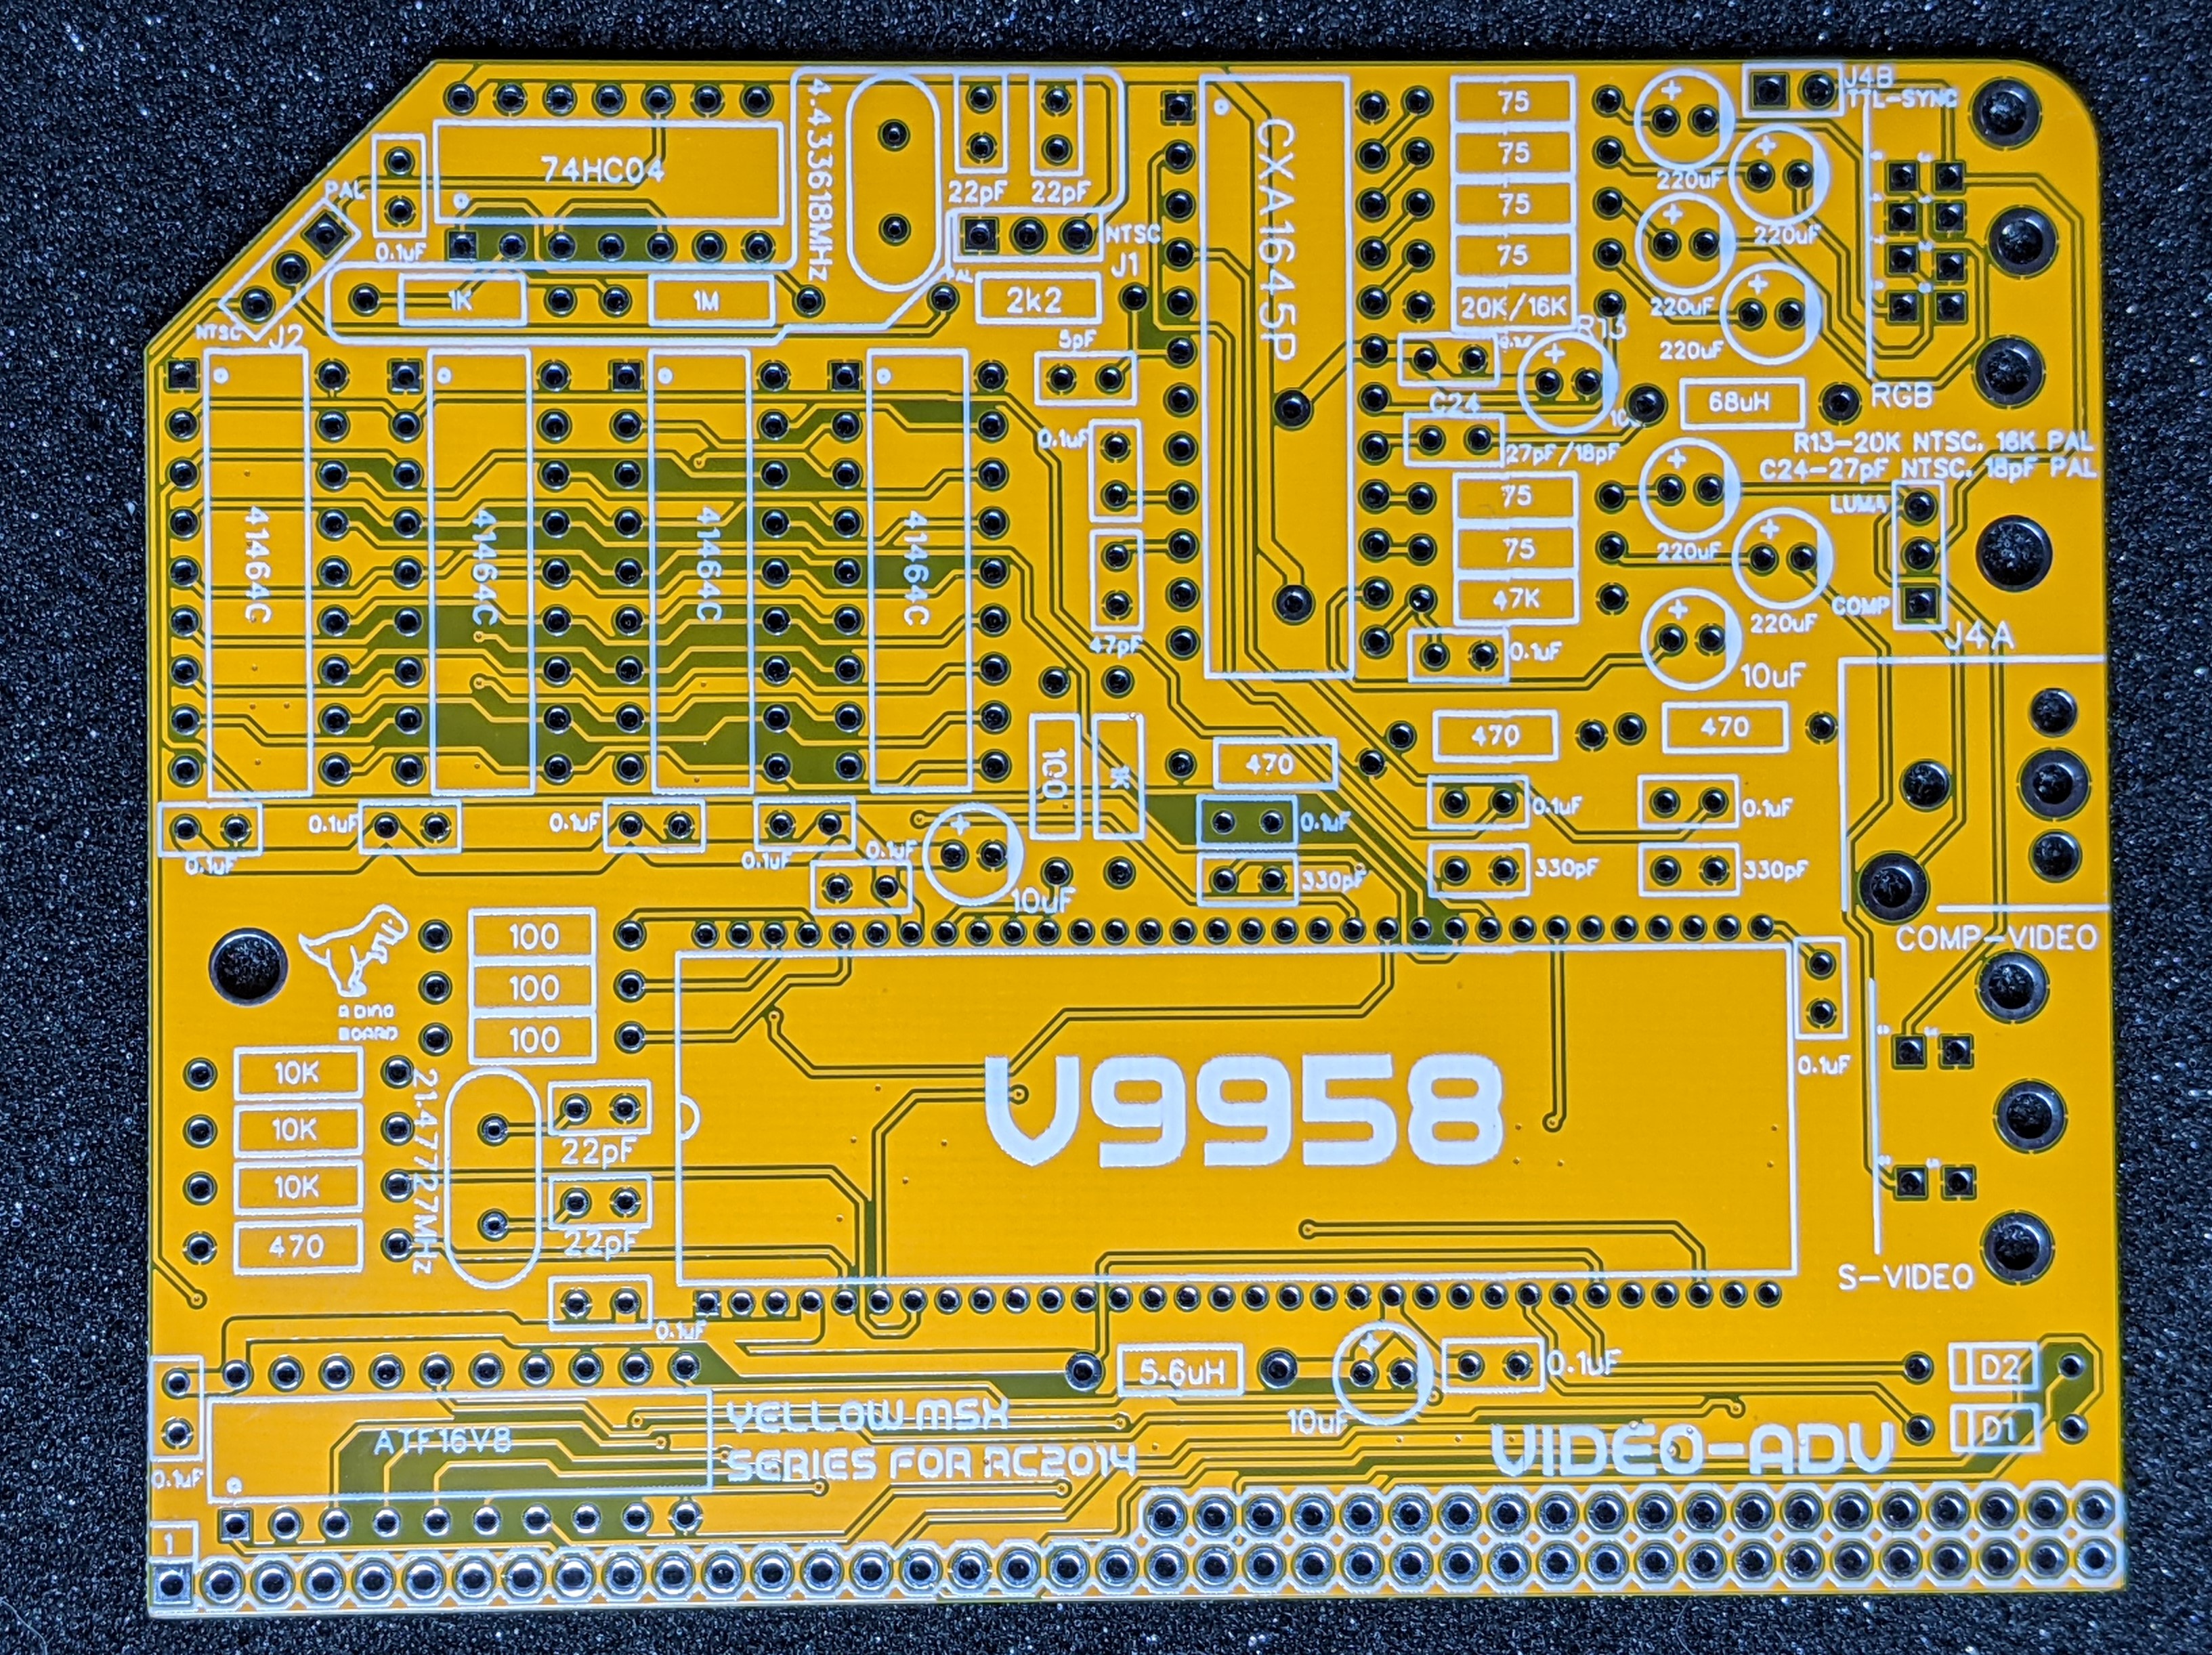 J4B
TTL-SYNC
74HC04
4.433618MHz
22pF
22pF
CXA1645P
75
75
75
75
20K/16K
R13
220uF
220uF
220uF
220uF
PAL
NTSC
J2
0.1uF
1K
1M
PAL
NTSC
J1
2k2
5pF
C24
27pF/18pF
68uH
RGB
R13-20K NTSC, 16K PAL
C24-27pF NTSC, 18pF PAL
LUMA
COMP
J4A
41464C
41464C
41464C
41464C
0.1uF
47pF
75
75
47K
0.1uF
220uF
220uF
10uF
100
1K
470
470
470
0.1uF
0.1uF
0.1uF
330pF
330pF
330pF
0.1uF
0.1uF
0.1uF
0.1uF
0.1uF
10uF
COMP-VIDEO
A DINO
BOARD
100
100
100
10K
10K
10K
470
21.477727MHz
22pF
22pF
0.1uF
V9958
0.1uF
S-VIDEO
5.6uH
10uF
0.1uF
D2
D1
ATF16V8
0.1uF
YELLOW MSX
SERIES FOR RC2014
VIDEO-ADV
1